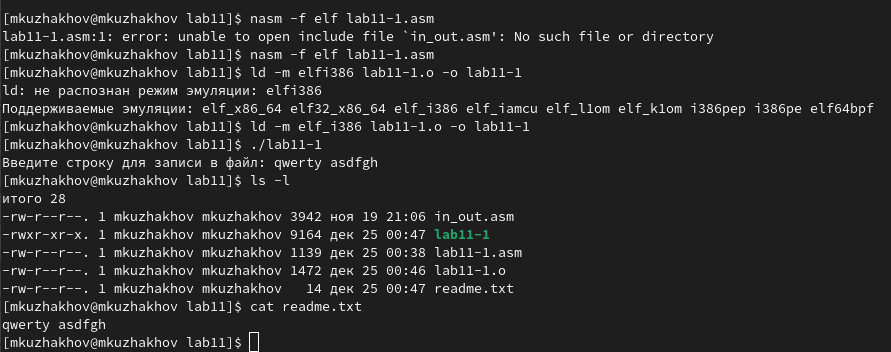 [mkuzhakhov@mkuzhakhov lab11]$ nasm -f elf lab11-1.asm
lab11-1.asm:1: error: unable to open include file `in_out.asm': No such file or directory
[mkuzhakhov@mkuzhakhov lab11]$ nasm -f elf lab11-1.asm
[mkuzhakhov@mkuzhakhov lab11]$ ld -m elfi386 lab11-1.o -o lab11-1
ld: не распознан режим эмуляции: elfi386
Поддерживаемые эмуляции: elf_x86_64 elf32_x86_64 elf_i386 elf_iamcu elf_l1om elf_k1om i386pep i386pe elf64bpf
[mkuzhakhov@mkuzhakhov lab11]$ ld -m elf_i386 lab11-1.o -o lab11-1
[mkuzhakhov@mkuzhakhov lab11]$ ./lab11-1
Введите строку для записи в файл: qwerty asdfgh
[mkuzhakhov@mkuzhakhov lab11]$ ls -l
итого 28
-rw-r--r--. 1 mkuzhakhov mkuzhakhov 3942 ноя 19 21:06 in_out.asm
-rwxr-xr-x. 1 mkuzhakhov mkuzhakhov 9164 дек 25 00:47 lab11-1
-rw-r--r--. 1 mkuzhakhov mkuzhakhov 1139 дек 25 00:38 lab11-1.asm
-rw-r--r--. 1 mkuzhakhov mkuzhakhov 1472 дек 25 00:46 lab11-1.o
-rw-r--r--. 1 mkuzhakhov mkuzhakhov   14 дек 25 00:47 readme.txt
[mkuzhakhov@mkuzhakhov lab11]$ cat readme.txt
qwerty asdfgh
[mkuzhakhov@mkuzhakhov lab11]$